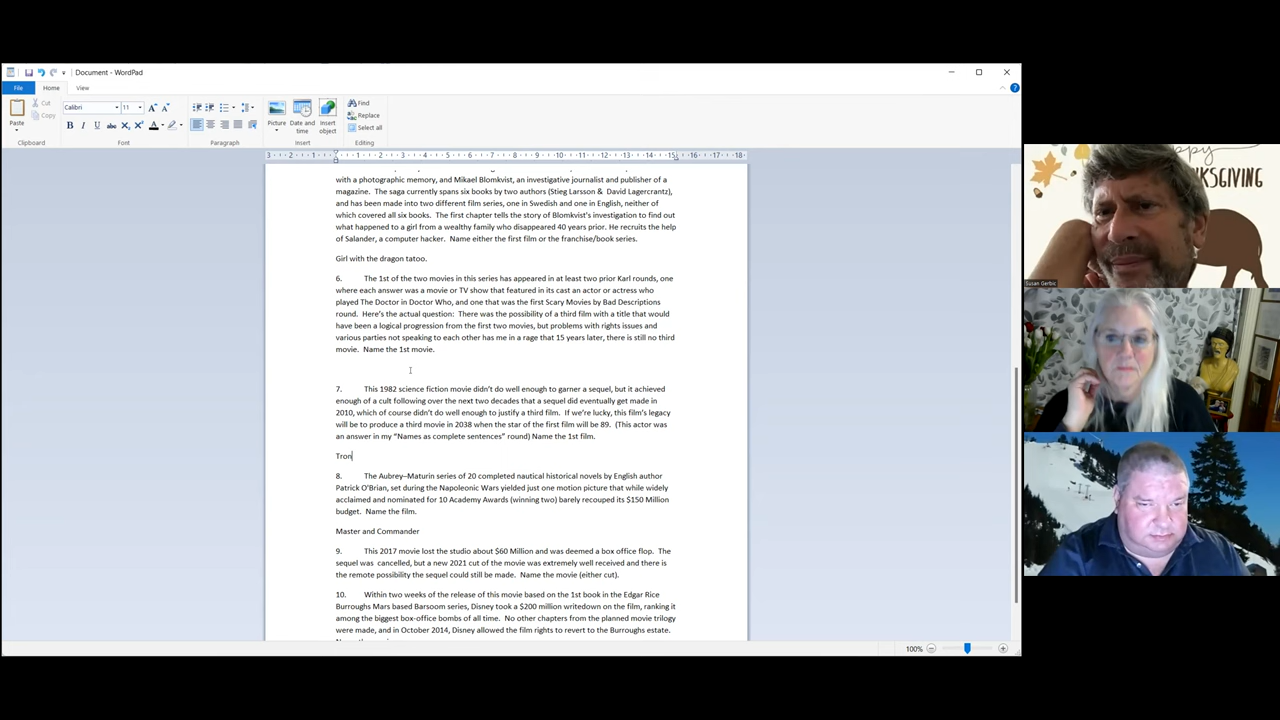 Document - WordPad
File
Home
View
Paste
Cut
Copy
Clipboard
Calibri
11
Font
Paragraph
Picture
Date and time
Insert object
Insert
Find
Replace
Select all
Editing
3 2 1 1 2 3 4 5 6 7 8 9 10 11 12 13 14 15 16 17 18
with a photographic memory, and Mikael Blomkvist, an investigative journalist and publisher of a
magazine. The saga currently spans six books by two authors (Stieg Larsson & David Lagercrantz),
and has been made into two different film series, one in Swedish and one in English, neither of
which covered all six books. The first chapter tells the story of Blomkvist's investigation to find out
what happened to a girl from a wealthy family who disappeared 40 years prior. He recruits the help
of Salander, a computer hacker. Name either the first film or the franchise/book series.
Girl with the dragon tatoo.
6. The 1st of the two movies in this series has appeared in at least two prior Karl rounds, one
where each answer was a movie or TV show that featured in its cast an actor or actress who
played The Doctor in Doctor Who, and one that was the first Scary Movies by Bad Descriptions
round. Here's the actual question: There was the possibility of a third film with a title that would
have been a logical progression from the first two movies, but problems with rights issues and
various parties not speaking to each other has me in a rage that 15 years later, there is still no third
movie. Name the 1st movie.
7. This 1982 science fiction movie didn't do well enough to garner a sequel, but it achieved
enough of a cult following over the next two decades that a sequel did eventually get made in
2010, which of course didn't do well enough to justify a third film. If we're lucky, this film's legacy
will be to produce a third movie in 2038 when the star of the first film will be 89. (This actor was
an answer in my "Names as complete sentences" round) Name the 1st film.
Tron
8. The Aubrey–Maturin series of 20 completed nautical historical novels by English author
Patrick O'Brian, set during the Napoleonic Wars yielded just one motion picture that while widely
acclaimed and nominated for 10 Academy Awards (winning two) barely recouped its $150 Million
budget. Name the film.
Master and Commander
9. This 2017 movie lost the studio about $60 Million and was deemed a box office flop. The
sequel was cancelled, but a new 2021 cut of the movie was extremely well received and there is
the remote possibility the sequel could still be made. Name the movie (either cut).
10. Within two weeks of the release of this movie based on the 1st book in the Edgar Rice
Burroughs Mars based Barsoom series, Disney took a $200 million writedown on the film, ranking it
among the biggest box-office bombs of all time. No other chapters from the planned movie trilogy
were made, and in October 2014, Disney allowed the film rights to revert to the Burroughs estate.
100%
Susan Gerbic